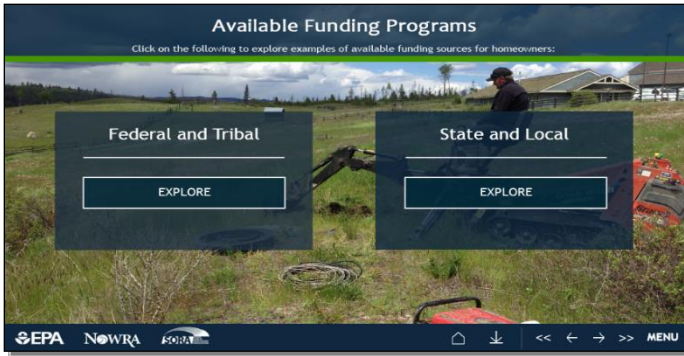 Available Funding Programs
Click on the following to explore examples of available funding sources for homeowners:
Federal and Tribal
EXPLORE
State and Local
EXPLORE
EPA NOWRA SORA << ← → >> MENU